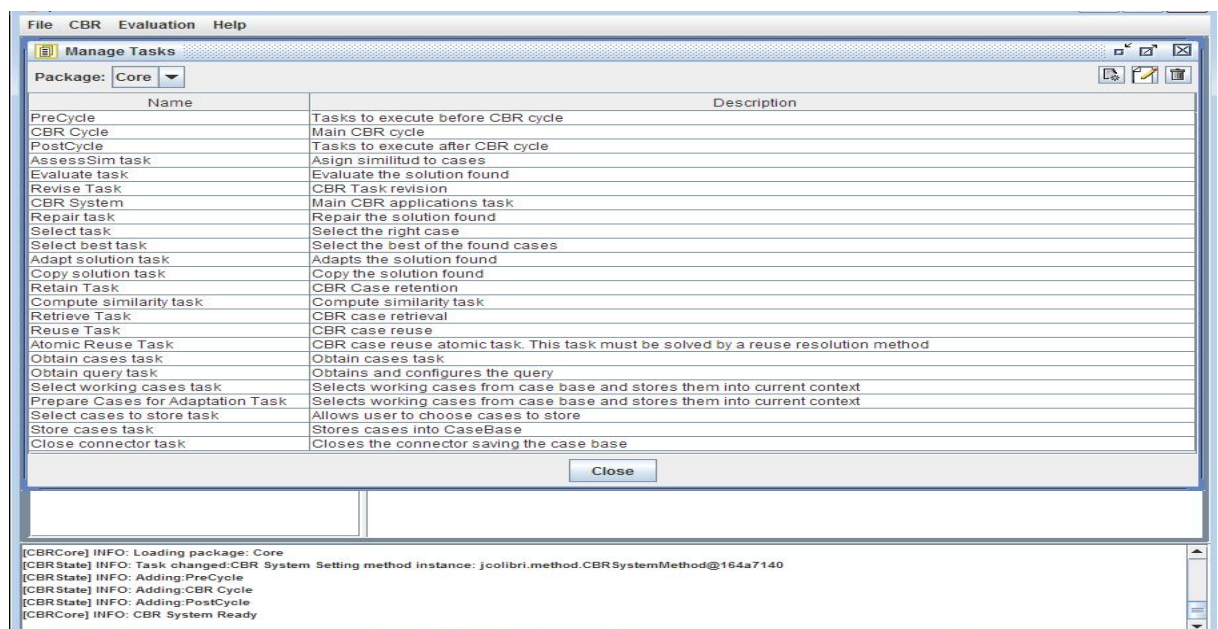 File CBR Evaluation Help
Manage Tasks
Package: Core
Name Description
PreCycle Tasks to execute before CBR cycle
CBR Cycle Main CBR cycle
PostCycle Tasks to execute after CBR cycle
AssessSim task Asign similitud to cases
Evaluate task Evaluate the solution found
Revise Task CBR Task revision
CBR System Main CBR applications task
Repair task Repair the solution found
Select task Select the right case
Select best task Select the best of the found cases
Adapt solution task Adapts the solution found
Copy solution task Copy the solution found
Retain Task CBR Case retention
Compute similarity task Compute similarity task
Retrieve Task CBR case retrieval
Reuse Task CBR case reuse
Atomic Reuse Task CBR case reuse atomic task. This task must be solved by a reuse resolution method
Obtain cases task Obtain cases task
Obtain query task Obtains and configures the query
Select working cases task Selects working cases from case base and stores them into current context
Prepare Cases for Adaptation Task Selects working cases from case base and stores them into current context
Select cases to store task Allows user to choose cases to store
Store cases task Stores cases into CaseBase
Close connector task Closes the connector saving the case base
Close
[CBRCore] INFO: Loading package: Core
[CBRState] INFO: Task changed:CBR System Setting method instance: jcolibri.method.CBRSystemMethod@164a7140
[CBRState] INFO: Adding:PreCycle
[CBRState] INFO: Adding:CBR Cycle
[CBRState] INFO: Adding:PostCycle
[CBRCore] INFO: CBR System Ready